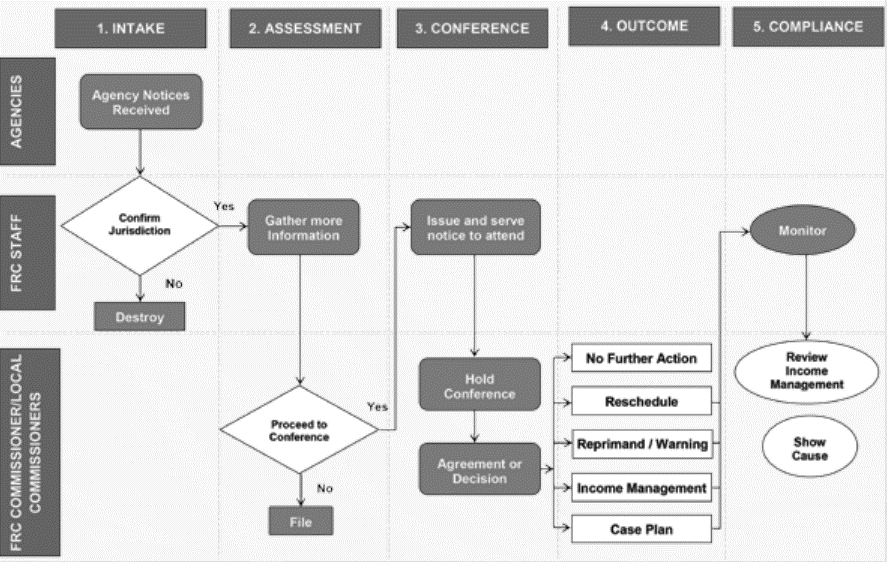 1. INTAKE
2. ASSESSMENT
3. CONFERENCE
4. OUTCOME
5. COMPLIANCE
AGENCIES
Agency Notices
Received
FRC STAFF
Confirm
Jurisdiction
Yes
No
Destroy
Gather more
Information
Issue and serve
notice to attend
Monitor
FRC COMMISSIONER/LOCAL
COMMISSIONERS
Proceed to
Conference
Yes
No
File
Hold
Conference
Agreement or
Decision
No Further Action
Reschedule
Reprimand / Warning
Income Management
Case Plan
Review
Income
Management
Show
Cause